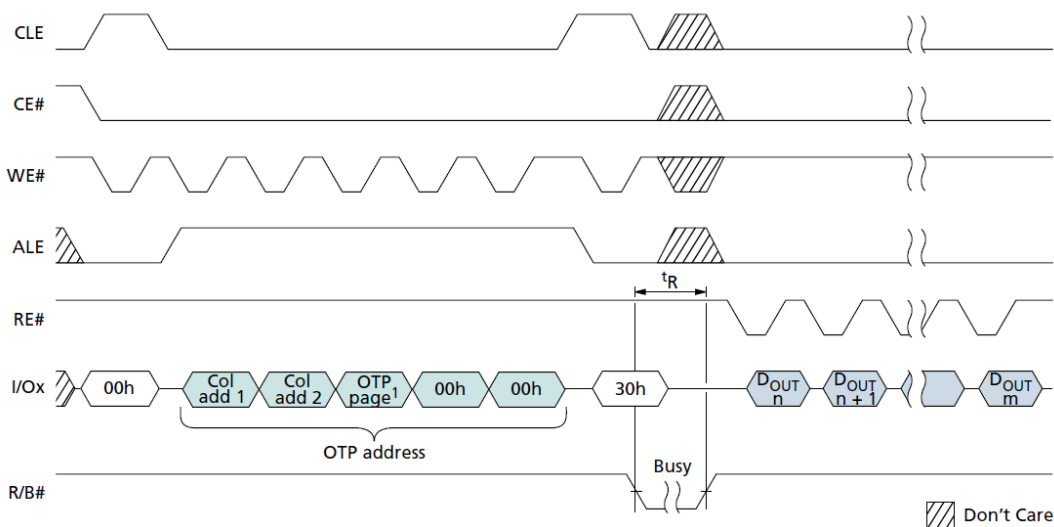 CLE
CE#
WE#
ALE
tR
RE#
I/Ox
00h
Col
add 1
Col
add 2
OTP
page1
00h
00h
30h
DOUT
n
DOUT
n + 1
DOUT
m
OTP address
Busy
R/B#
Don't Care